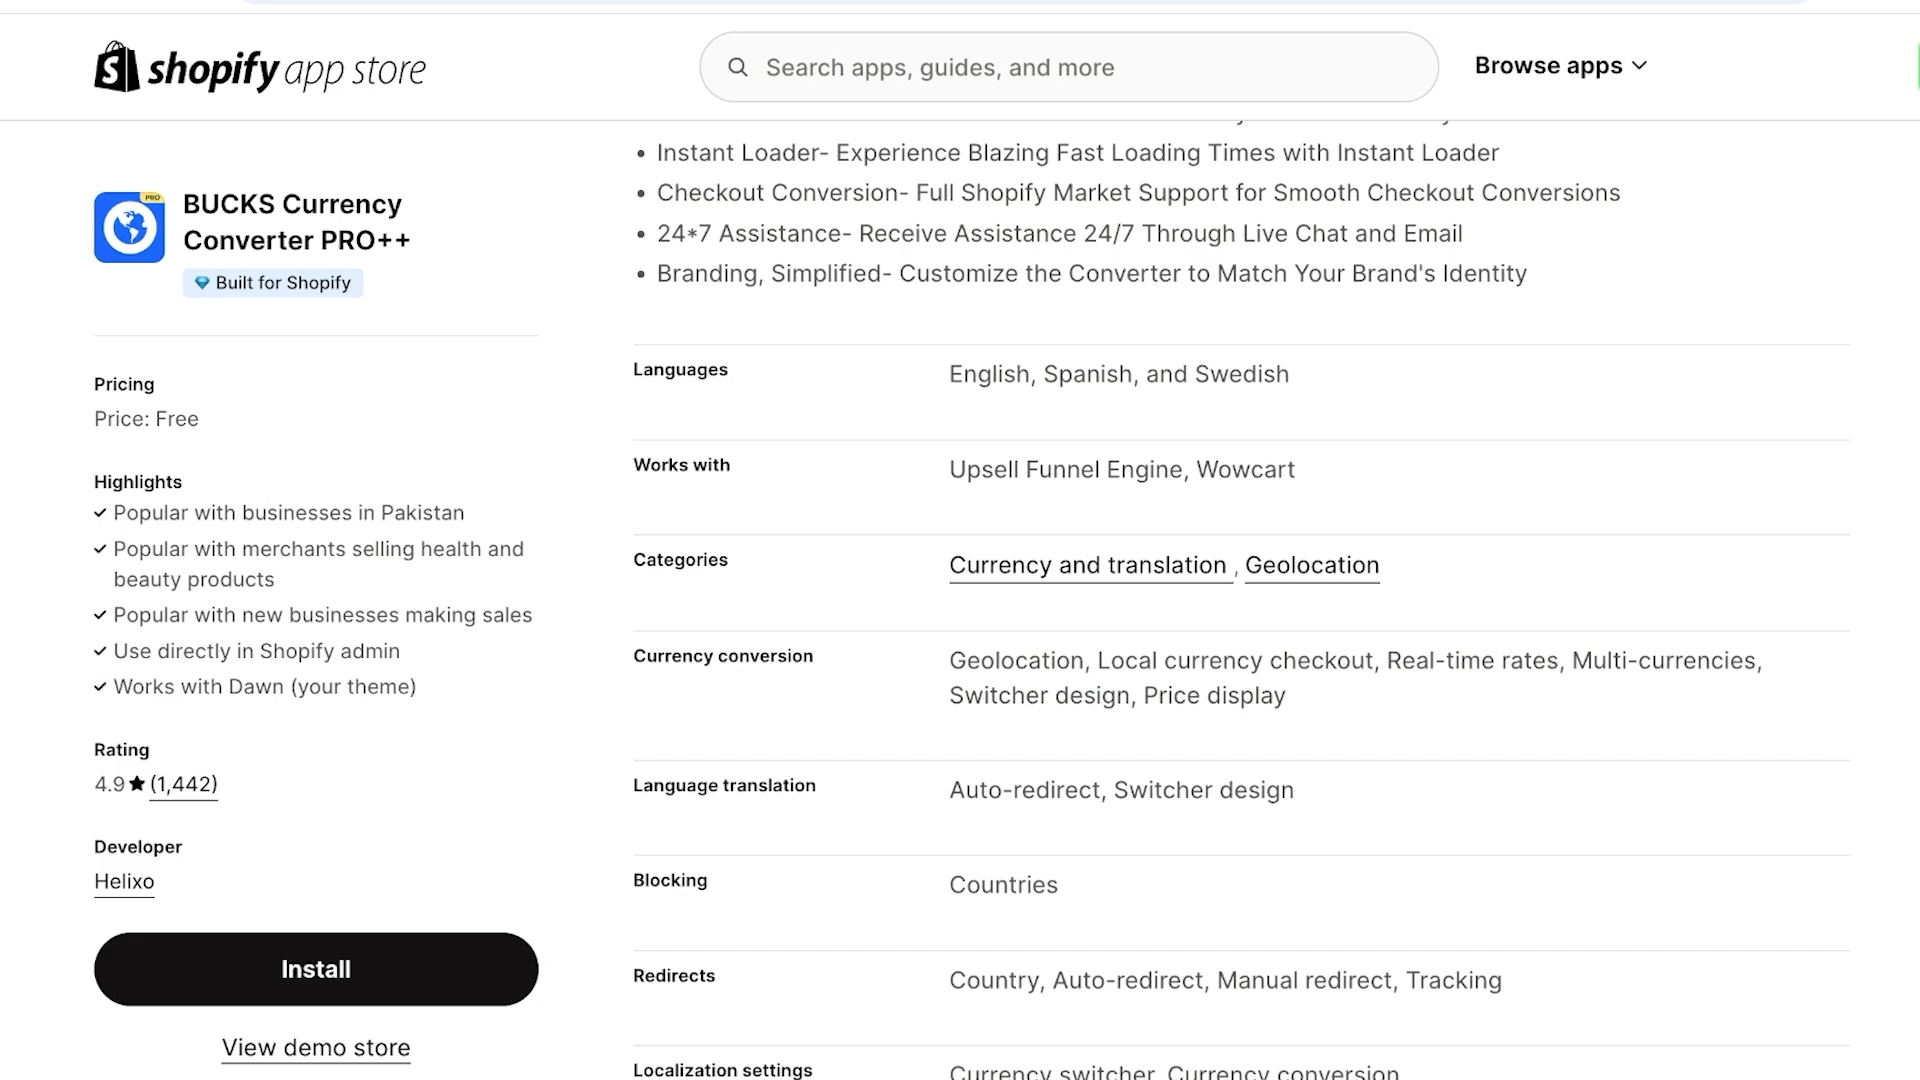 shopify app store
Search apps, guides, and more
Browse apps
PRO
BUCKS Currency
Converter PRO++
Built for Shopify
Pricing
Price: Free
Highlights
Popular with businesses in Pakistan
Popular with merchants selling health and
beauty products
Popular with new businesses making sales
Use directly in Shopify admin
Works with Dawn (your theme)
Rating
4.9★ (1,442)
Developer
Helixo
Install
View demo store
• Instant Loader- Experience Blazing Fast Loading Times with Instant Loader
• Checkout Conversion- Full Shopify Market Support for Smooth Checkout Conversions
• 24*7 Assistance- Receive Assistance 24/7 Through Live Chat and Email
• Branding, Simplified- Customize the Converter to Match Your Brand's Identity
Languages
English, Spanish, and Swedish
Works with
Upsell Funnel Engine, Wowcart
Categories
Currency and translation , Geolocation
Currency conversion
Geolocation, Local currency checkout, Real-time rates, Multi-currencies,
Switcher design, Price display
Language translation
Auto-redirect, Switcher design
Blocking
Countries
Redirects
Country, Auto-redirect, Manual redirect, Tracking
Localization settings
Currency switcher, Currency conversion